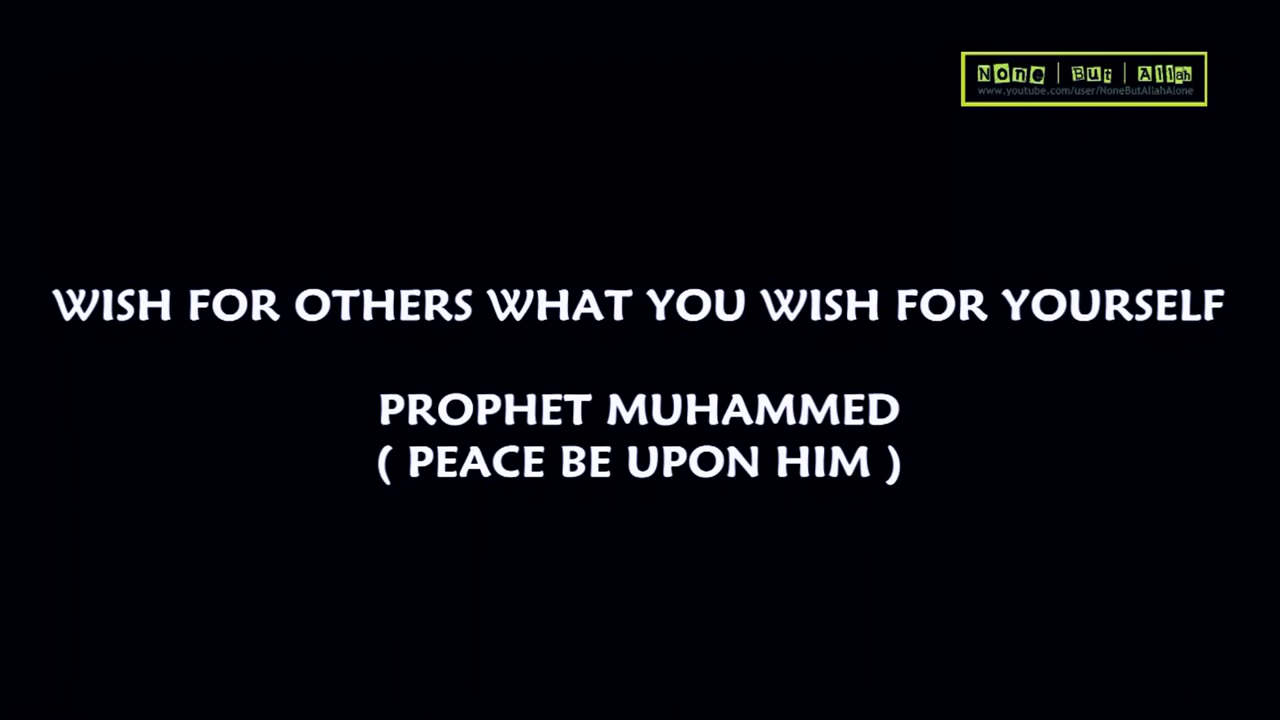 None | But | Allah
www.youtube.com/user/NoneButAllahAlone
WISH FOR OTHERS WHAT YOU WISH FOR YOURSELF
PROPHET MUHAMMED
( PEACE BE UPON HIM )